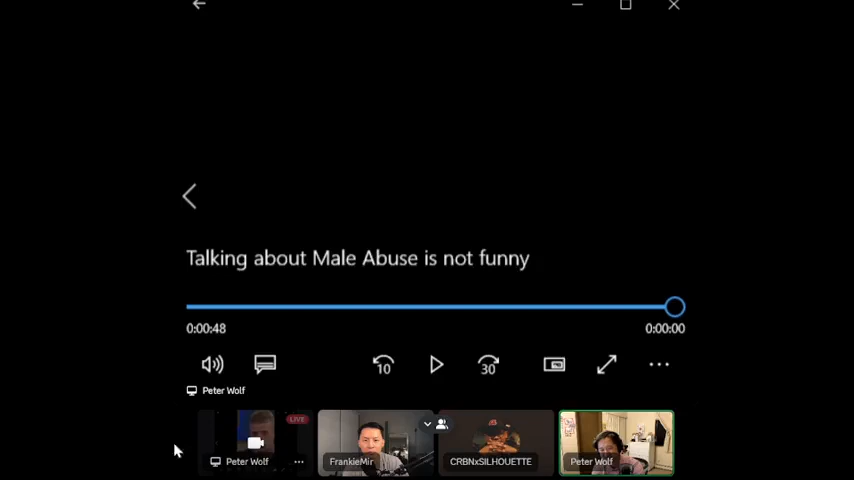 Talking about Male Abuse is not funny
0:00:48 0:00:00
10 30
Peter Wolf
LIVE
Peter Wolf FrankieMir CRBNxSILHOUETTE Peter Wolf